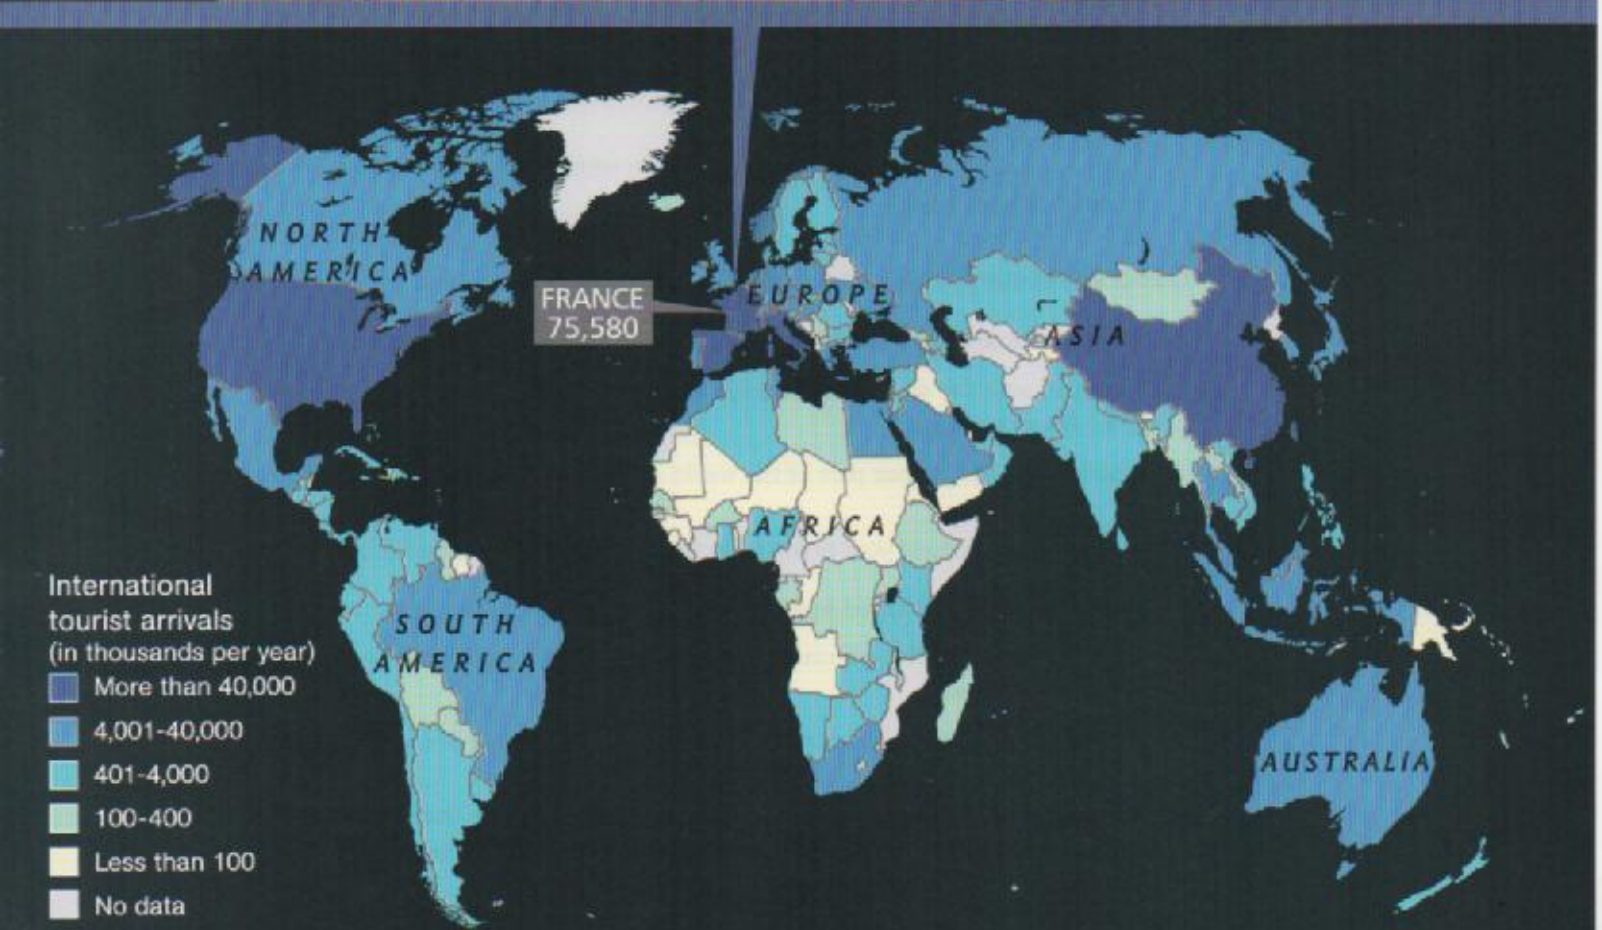 NORTH
AMERICA
FRANCE
75,580
EUROPE
ASIA
AFRICA
SOUTH
AMERICA
AUSTRALIA
International
tourist arrivals
(in thousands per year)
More than 40,000
4,001-40,000
401-4,000
100-400
Less than 100
No data